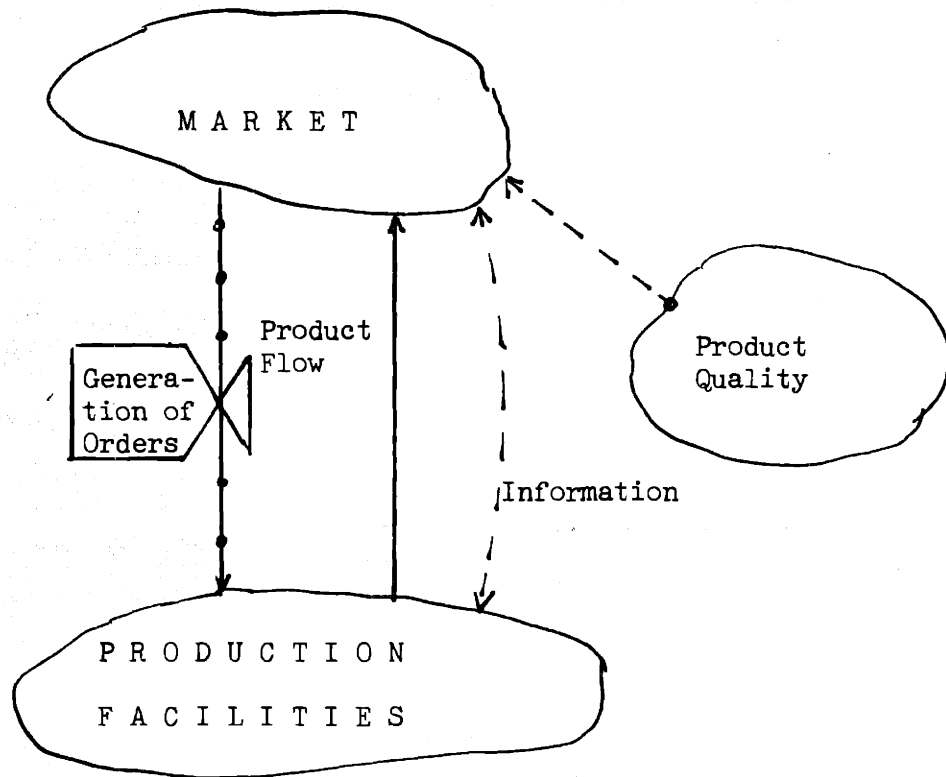 M A R K E T
Product
Flow
Genera-
tion of
Orders
Product
Quality
Information
P R O D U C T I O N
F A C I L I T I E S